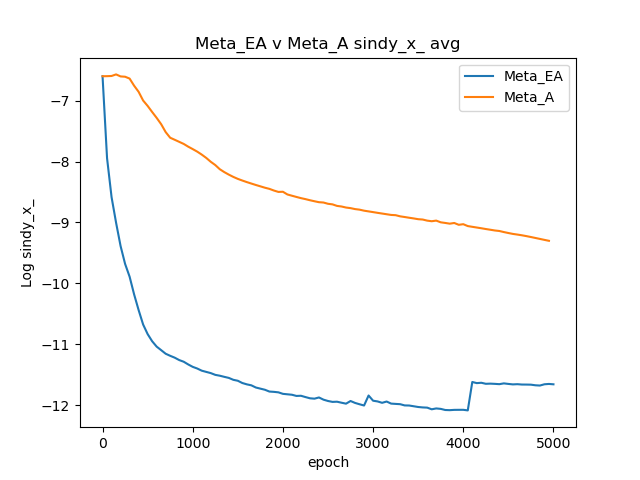 Meta_EA v Meta_A sindy_x_ avg
Meta_EA
Meta_A
Log sindy_x_
−7
−8
−9
−10
−11
−12
0
1000
2000
3000
4000
5000
epoch